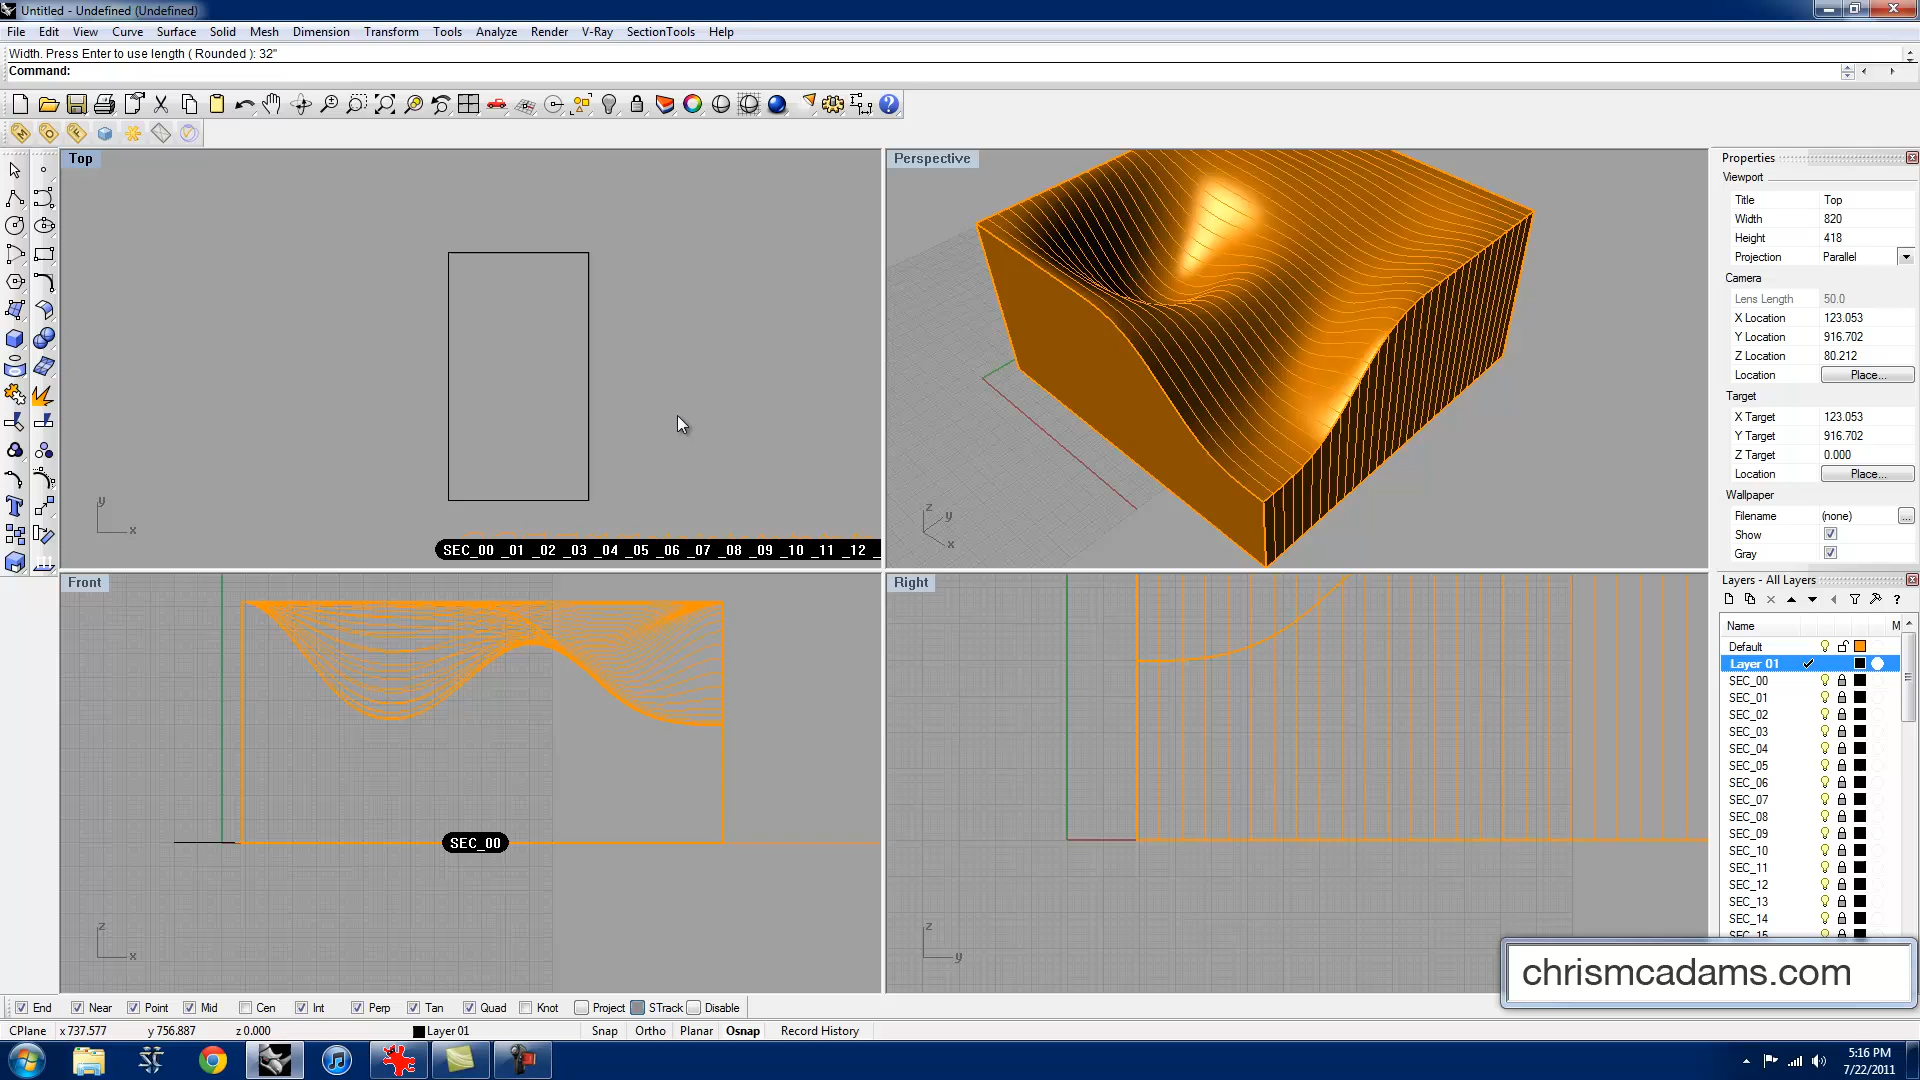 Untitled - Undefined (Undefined)
File Edit View Curve Surface Solid Mesh Dimension Transform Tools Analyze Render V-Ray SectionTools Help
Width. Press Enter to use length ( Rounded ): 32"
Command:
Top
Perspective
Properties
Viewport
Title Top
Width 820
Height 418
Projection Parallel
Camera
Lens Length 50.0
X Location 123.053
Y Location 916.702
Z Location 80.212
Location Place...
Target
X Target 123.053
Y Target 916.702
Z Target 0.000
Location Place...
Wallpaper
Filename (none) ...
Show
Gray
y
x
z
y
x
SEC_00 _01 _02 _03 _04 _05 _06 _07 _08 _09 _10 _11 _12 _
Front
Right
Layers - All Layers
Name M
Default
Layer 01
SEC_00
SEC_01
SEC_02
SEC_03
SEC_04
SEC_05
SEC_06
SEC_07
SEC_08
SEC_09
SEC_10
SEC_11
SEC_12
SEC_13
SEC_14
SEC_15
SEC_00
z
x
z
y
chrismcadams.com
End Near Point Mid Cen Int Perp Tan Quad Knot Project STrack Disable
CPlane x 737.577 y 756.887 z 0.000 Layer 01 Snap Ortho Planar Osnap Record History
5:16 PM
7/22/2011